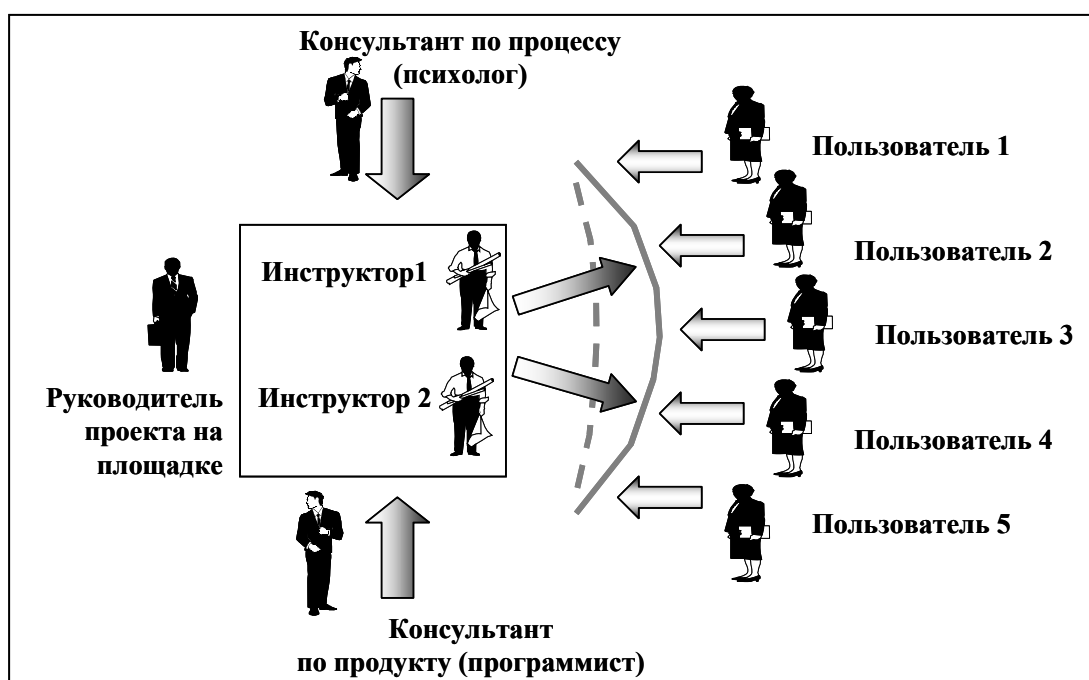 Консультант по процессу
(психолог)
Пользователь 1
Пользователь 2
Инструктор1
Пользователь 3
Инструктор 2
Руководитель
проекта на
площадке
Пользователь 4
Пользователь 5
Консультант
по продукту (программист)